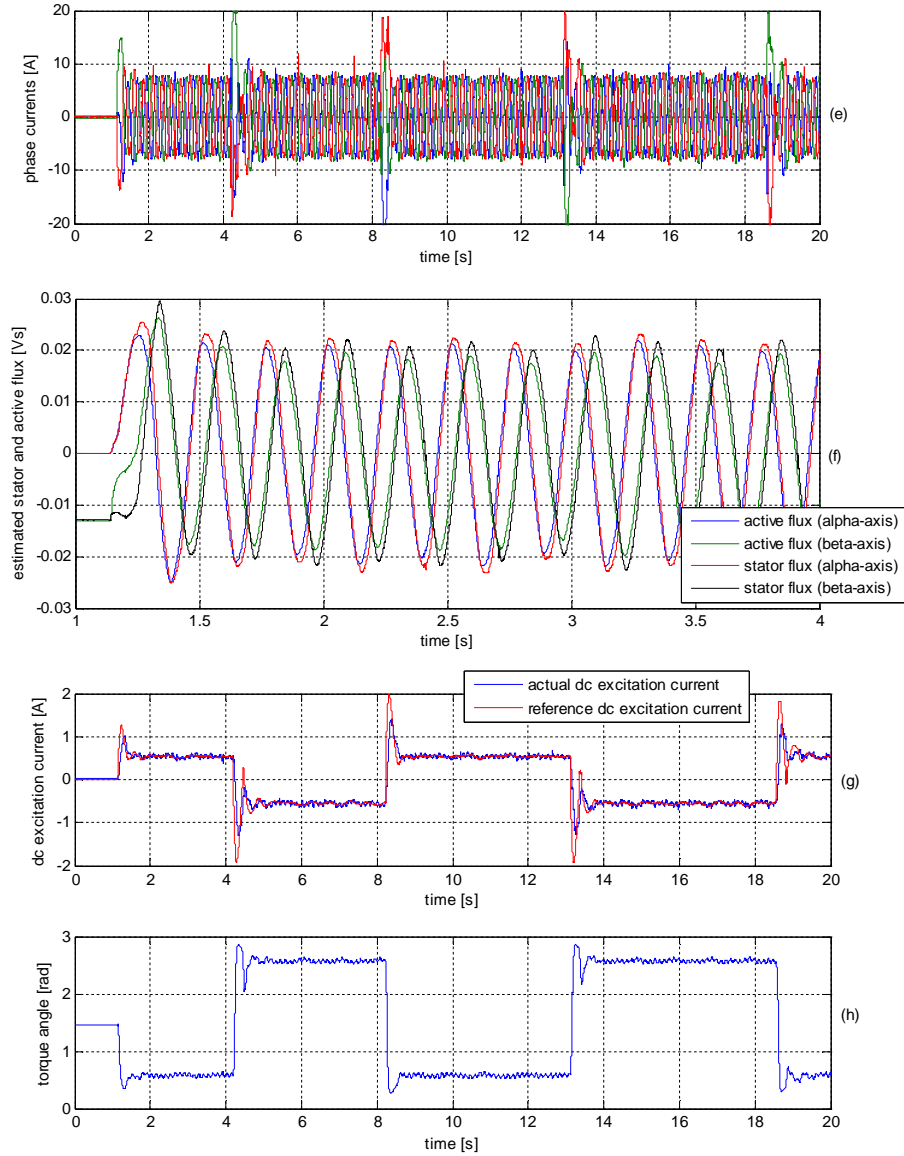 20
10
0
-10
-20
phase currents [A]
0 2 4 6 8 10 12 14 16 18 20
time [s]
(e)
0.03
0.02
0.01
0
-0.01
-0.02
-0.03
estimated stator and active flux [Vs]
1 1.5 2 2.5 3 3.5 4
time [s]
(f)
active flux (alpha-axis)
active flux (beta-axis)
stator flux (alpha-axis)
stator flux (beta-axis)
2
1
0
-1
-2
dc excitation current [A]
actual dc excitation current
reference dc excitation current
0 2 4 6 8 10 12 14 16 18 20
time [s]
(g)
3
2
1
0
torque angle [rad]
0 2 4 6 8 10 12 14 16 18 20
time [s]
(h)